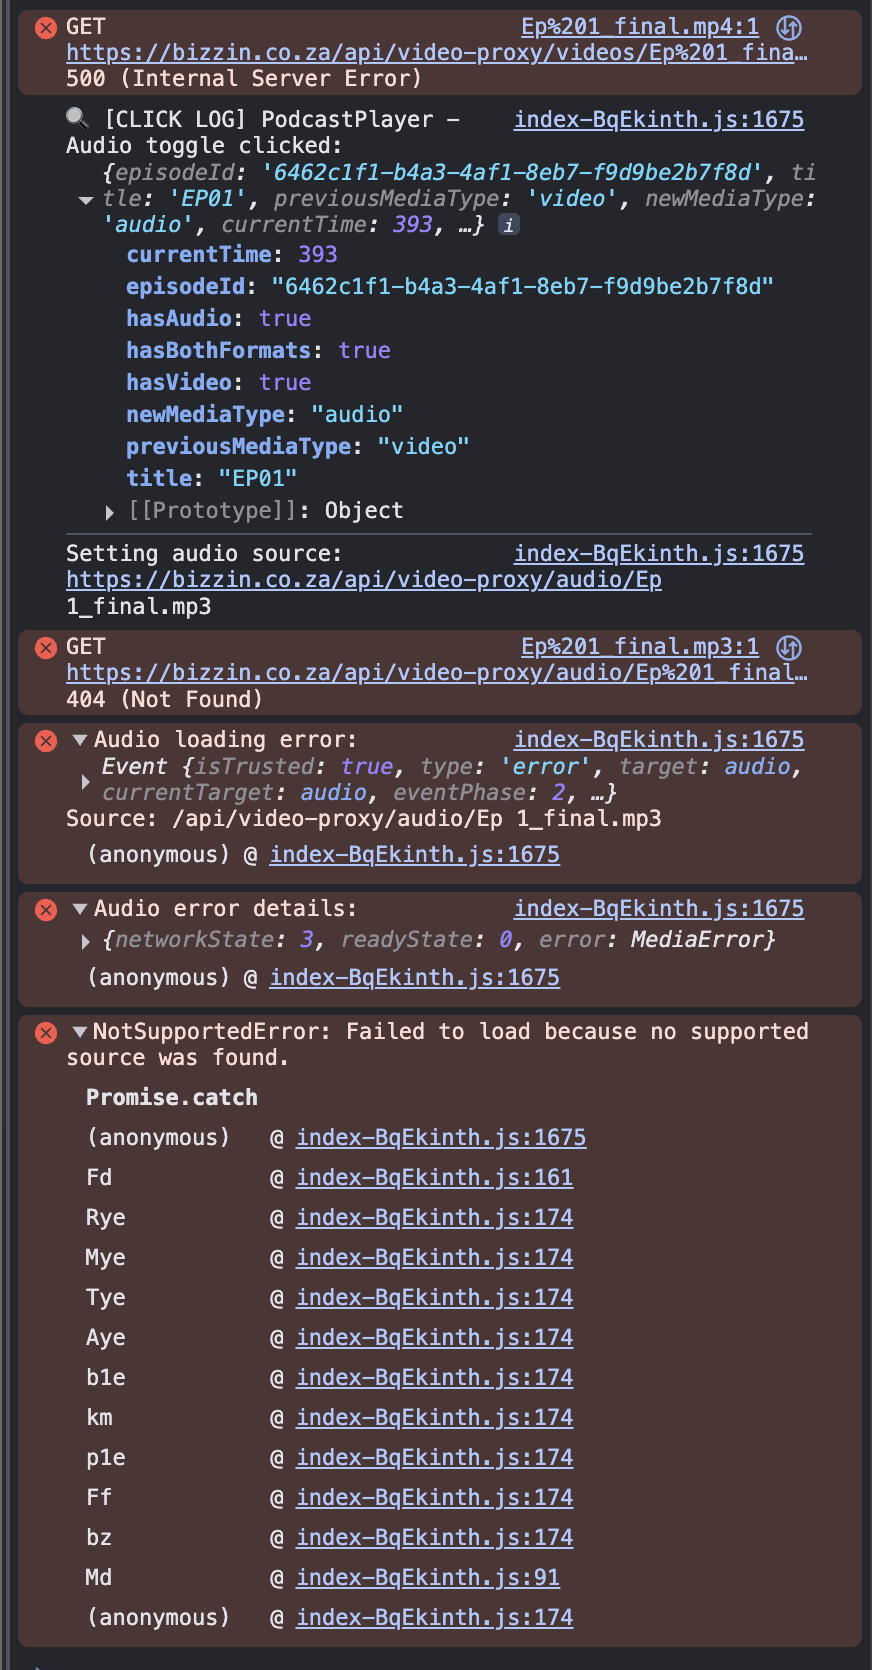 GET Ep%201_final.mp4:1
https://bizzin.co.za/api/video-proxy/videos/Ep%201_fina…
500 (Internal Server Error)
🔍 [CLICK LOG] PodcastPlayer – index-BqEkinth.js:1675
Audio toggle clicked:
{episodeId: '6462c1f1-b4a3-4af1-8eb7-f9d9be2b7f8d', ti
tle: 'EP01', previousMediaType: 'video', newMediaType:
'audio', currentTime: 393, …} i
currentTime: 393
episodeId: "6462c1f1-b4a3-4af1-8eb7-f9d9be2b7f8d"
hasAudio: true
hasBothFormats: true
hasVideo: true
newMediaType: "audio"
previousMediaType: "video"
title: "EP01"
[[Prototype]]: Object
Setting audio source: index-BqEkinth.js:1675
https://bizzin.co.za/api/video-proxy/audio/Ep
1_final.mp3
GET Ep%201_final.mp3:1
https://bizzin.co.za/api/video-proxy/audio/Ep%201_final…
404 (Not Found)
Audio loading error: index-BqEkinth.js:1675
Event {isTrusted: true, type: 'error', target: audio,
currentTarget: audio, eventPhase: 2, …}
Source: /api/video-proxy/audio/Ep 1_final.mp3
(anonymous) @ index-BqEkinth.js:1675
Audio error details: index-BqEkinth.js:1675
{networkState: 3, readyState: 0, error: MediaError}
(anonymous) @ index-BqEkinth.js:1675
NotSupportedError: Failed to load because no supported
source was found.
Promise.catch
(anonymous) @ index-BqEkinth.js:1675
Fd @ index-BqEkinth.js:161
Rye @ index-BqEkinth.js:174
Mye @ index-BqEkinth.js:174
Tye @ index-BqEkinth.js:174
Aye @ index-BqEkinth.js:174
b1e @ index-BqEkinth.js:174
km @ index-BqEkinth.js:174
p1e @ index-BqEkinth.js:174
Ff @ index-BqEkinth.js:174
bz @ index-BqEkinth.js:174
Md @ index-BqEkinth.js:91
(anonymous) @ index-BqEkinth.js:174